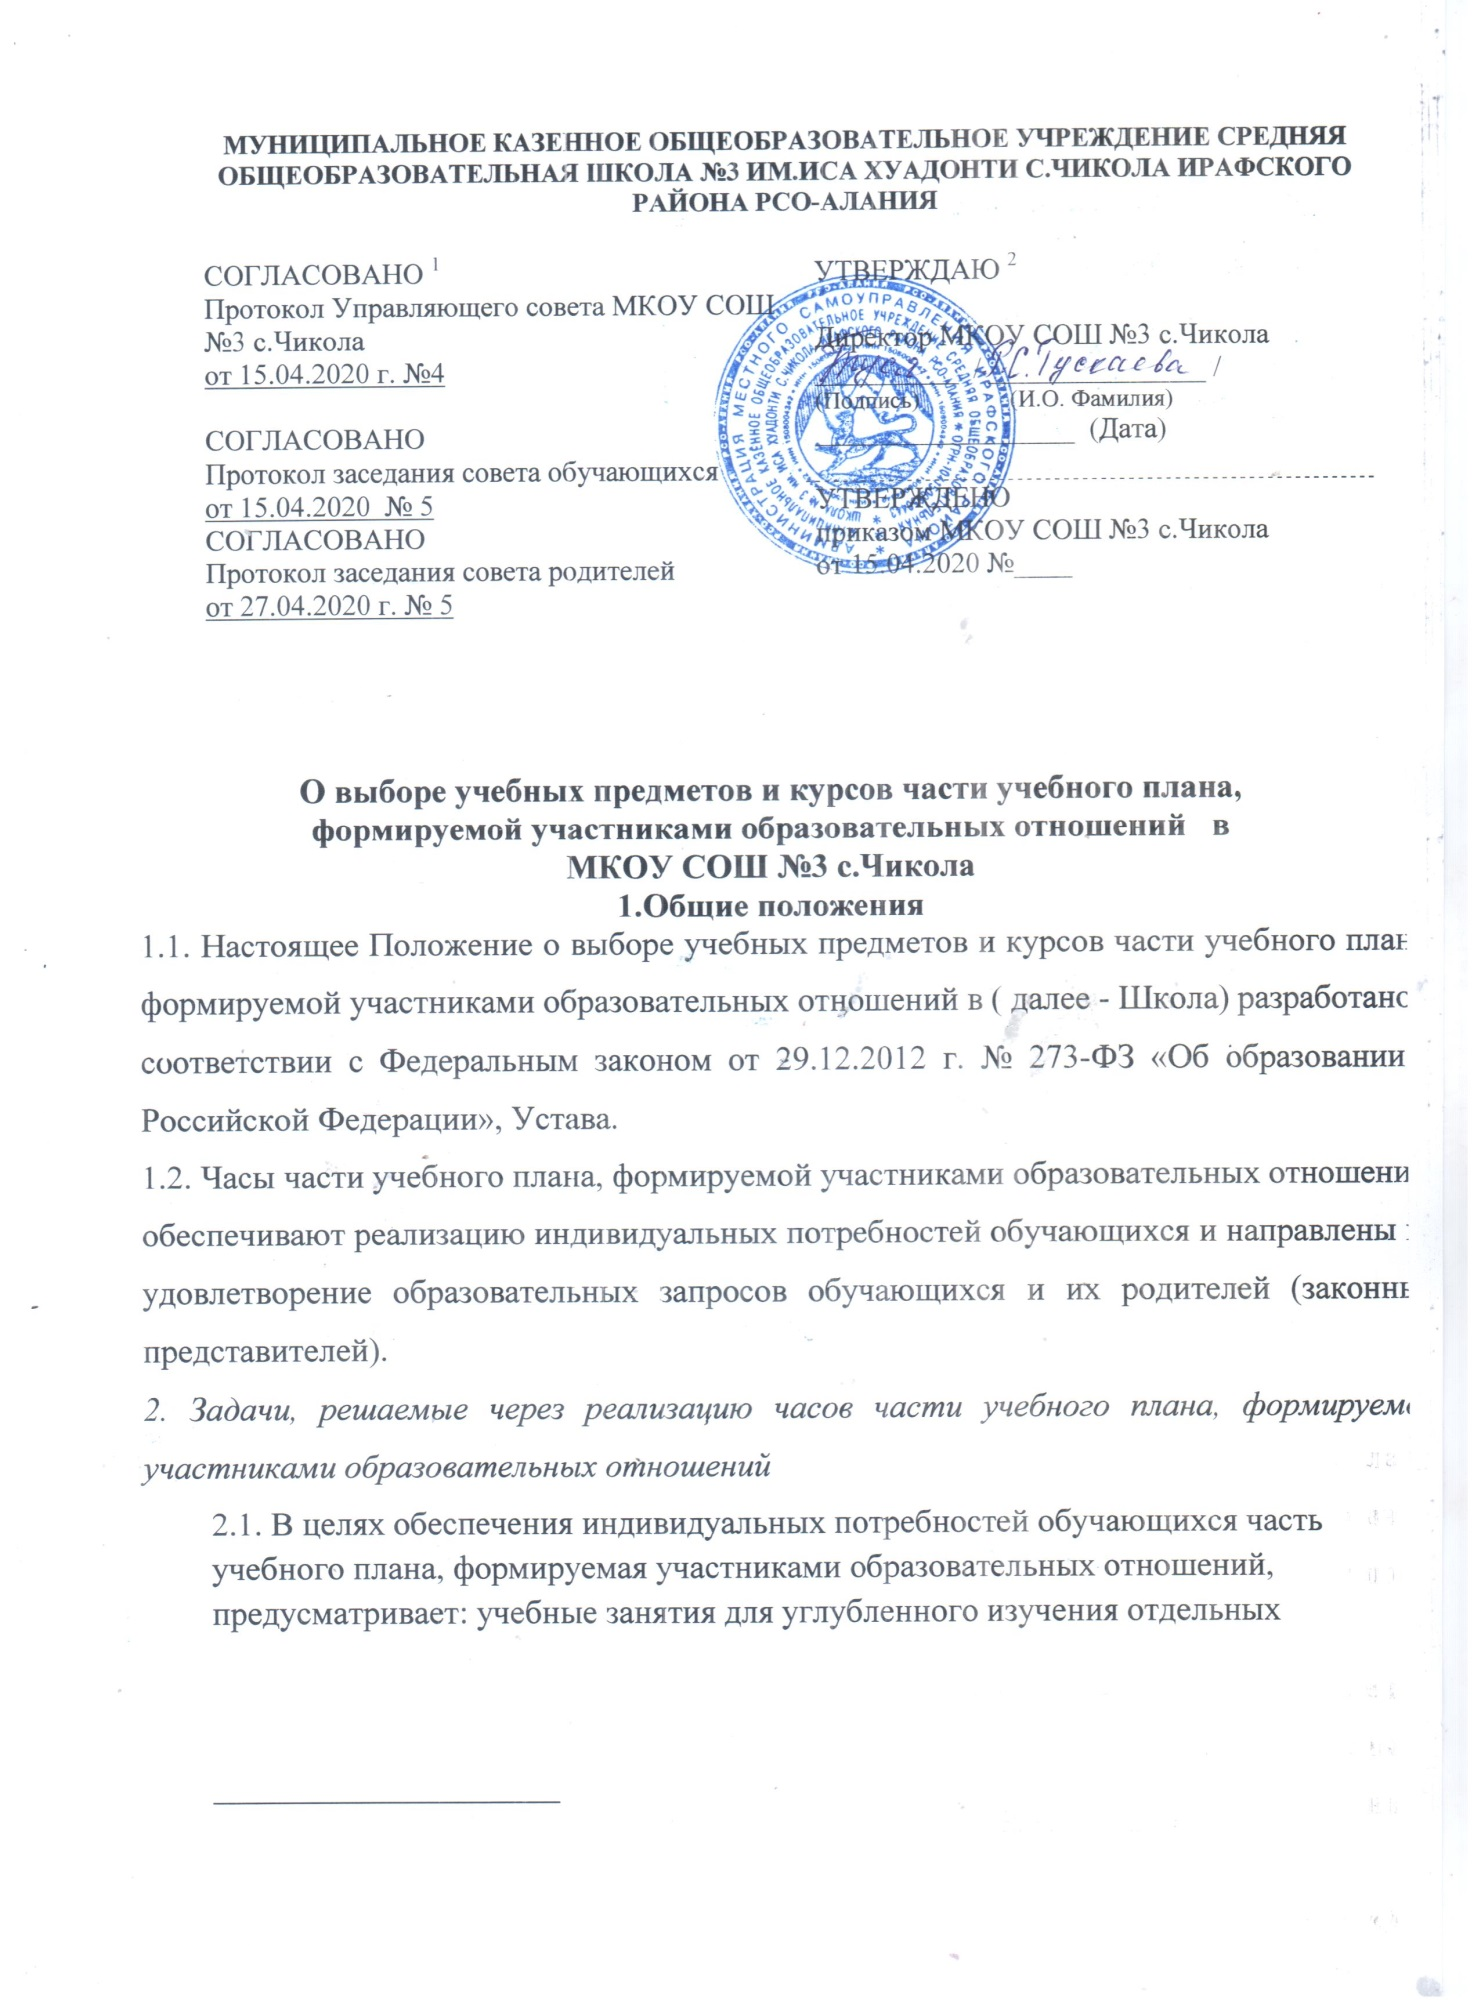 МУНИЦИПАЛЬНОЕ КАЗЕННОЕ ОБЩЕОБРАЗОВАТЕЛЬНОЕ УЧРЕЖДЕНИЕ СРЕДНЯЯ
ОБЩЕОБРАЗОВАТЕЛЬНАЯ ШКОЛА №3 ИМ.ИСА ХУАДОНТИ С.ЧИКОЛА ИРАФСКОГО
РАЙОНА РСО-АЛАНИЯ
СОГЛАСОВАНО 1
Протокол Управляющего совета МКОУ СОШ
№3 с.Чикола
от 15.04.2020 г. №4
СОГЛАСОВАНО
Протокол заседания совета обучающихся
от 15.04.2020 № 5
СОГЛАСОВАНО
Протокол заседания совета родителей
от 27.04.2020 г. № 5
УТВЕРЖДАЮ 2
Директор МКОУ СОШ №3 с.Чикола
Гускаева /
(Подпись) (И.О. Фамилия)
(Дата)
УТВЕРЖДЕНО
приказом МКОУ СОШ №3 с.Чикола
от 15.04.2020 №____
АДМИНИСТРАЦИЯ МЕСТНОГО САМОУПРАВЛЕНИЯ ИРАФСКОГО РАЙОНА
О выборе учебных предметов и курсов части учебного плана,
формируемой участниками образовательных отношений в
МКОУ СОШ №3 с.Чикола
1.Общие положения
1.1. Настоящее Положение о выборе учебных предметов и курсов части учебного план
формируемой участниками образовательных отношений в ( далее - Школа) разработано
соответствии с Федеральным законом от 29.12.2012 г. № 273-ФЗ «Об образовании
Российской Федерации», Устава.
1.2. Часы части учебного плана, формируемой участниками образовательных отношени
обеспечивают реализацию индивидуальных потребностей обучающихся и направлены
удовлетворение образовательных запросов обучающихся и их родителей (законны
представителей).
2. Задачи, решаемые через реализацию часов части учебного плана, формируемо
участниками образовательных отношений
2.1. В целях обеспечения индивидуальных потребностей обучающихся часть
учебного плана, формируемая участниками образовательных отношений,
предусматривает: учебные занятия для углубленного изучения отдельных